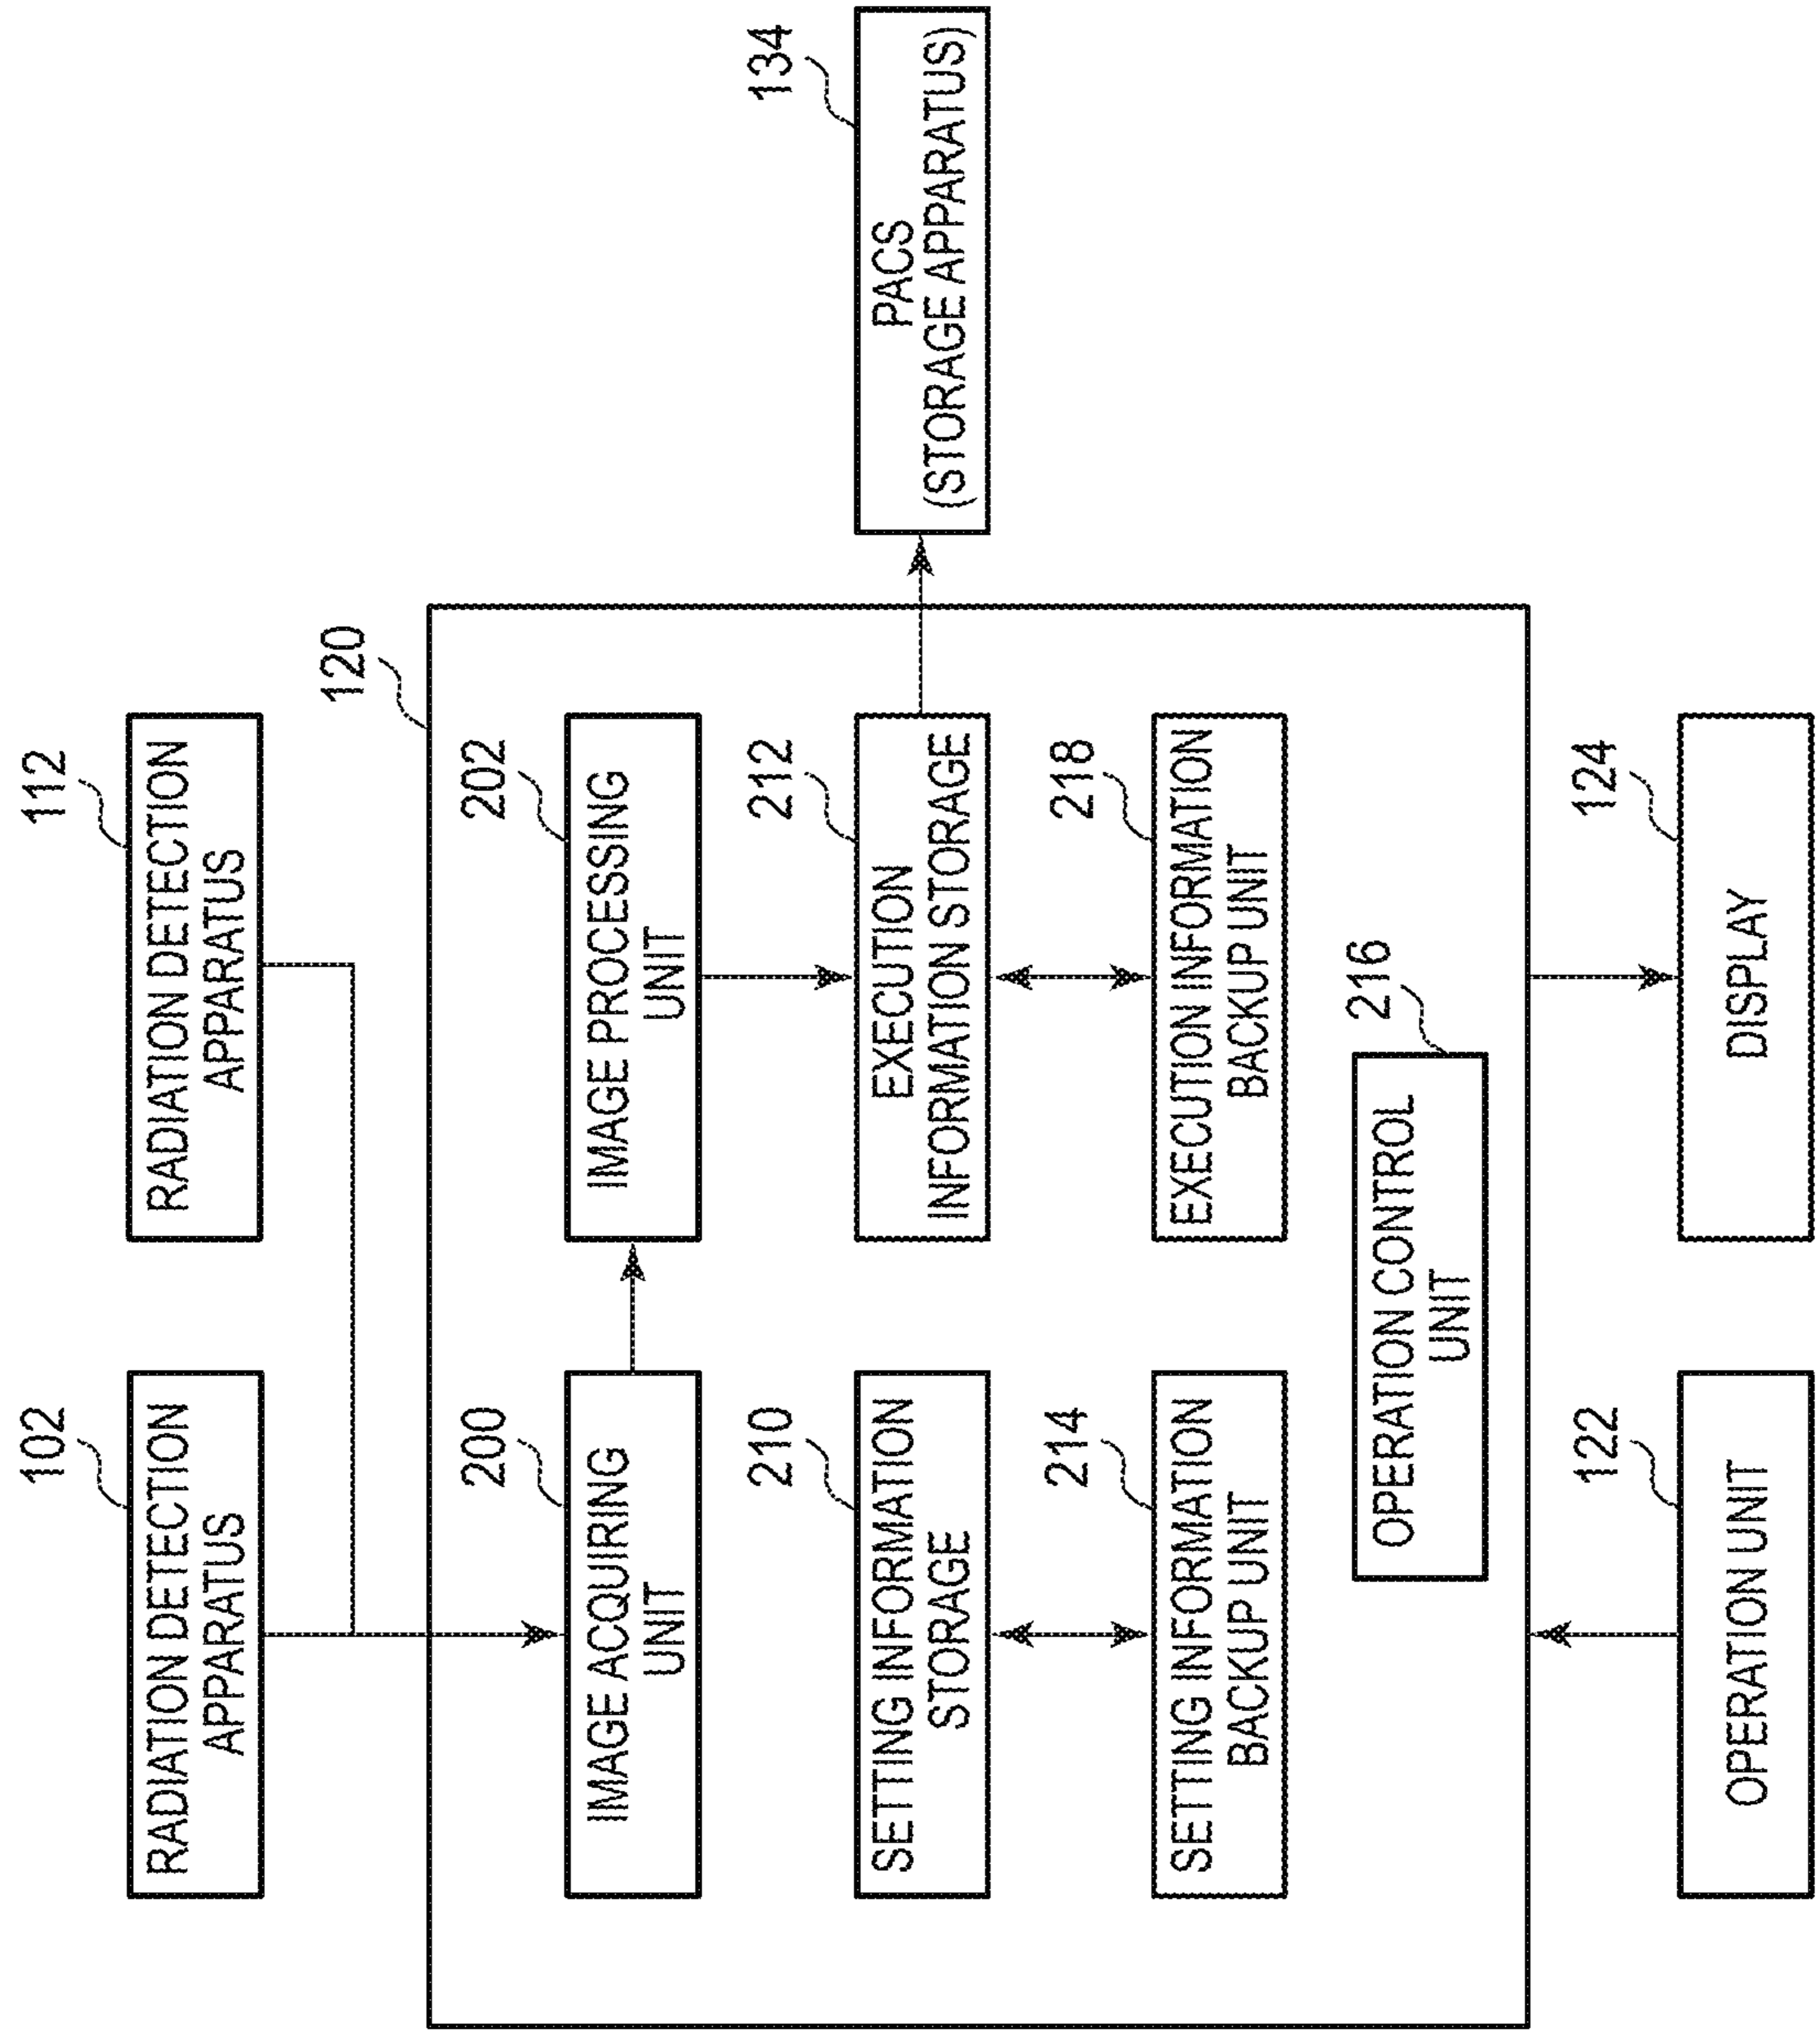 102
RADIATION DETECTION
APPARATUS
112
RADIATION DETECTION
APPARATUS
120
200
IMAGE ACQUIRING
UNIT
202
IMAGE PROCESSING
UNIT
210
SETTING INFORMATION
STORAGE
212
EXECUTION
INFORMATION STORAGE
134
PACS
(STORAGE APPARATUS)
214
SETTING INFORMATION
BACKUP UNIT
218
EXECUTION INFORMATION
BACKUP UNIT
216
OPERATION CONTROL
UNIT
122
OPERATION UNIT
124
DISPLAY